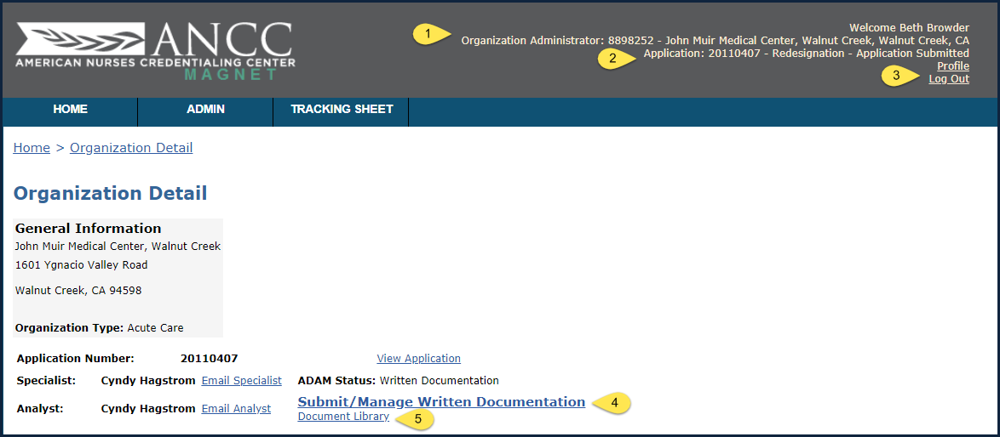 ANCC
AMERICAN NURSES CREDENTIALING CENTER
MAGNET
Welcome Beth Browder
1 Organization Administrator: 8898252 - John Muir Medical Center, Walnut Creek, Walnut Creek, CA
2 Application: 20110407 - Redesignation - Application Submitted
Profile
3 Log Out
HOME ADMIN TRACKING SHEET
Home > Organization Detail
Organization Detail
General Information
John Muir Medical Center, Walnut Creek
1601 Ygnacio Valley Road
Walnut Creek, CA 94598
Organization Type: Acute Care
Application Number: 20110407 View Application
Specialist: Cyndy Hagstrom Email Specialist ADAM Status: Written Documentation
Analyst: Cyndy Hagstrom Email Analyst
Submit/Manage Written Documentation 4
Document Library 5